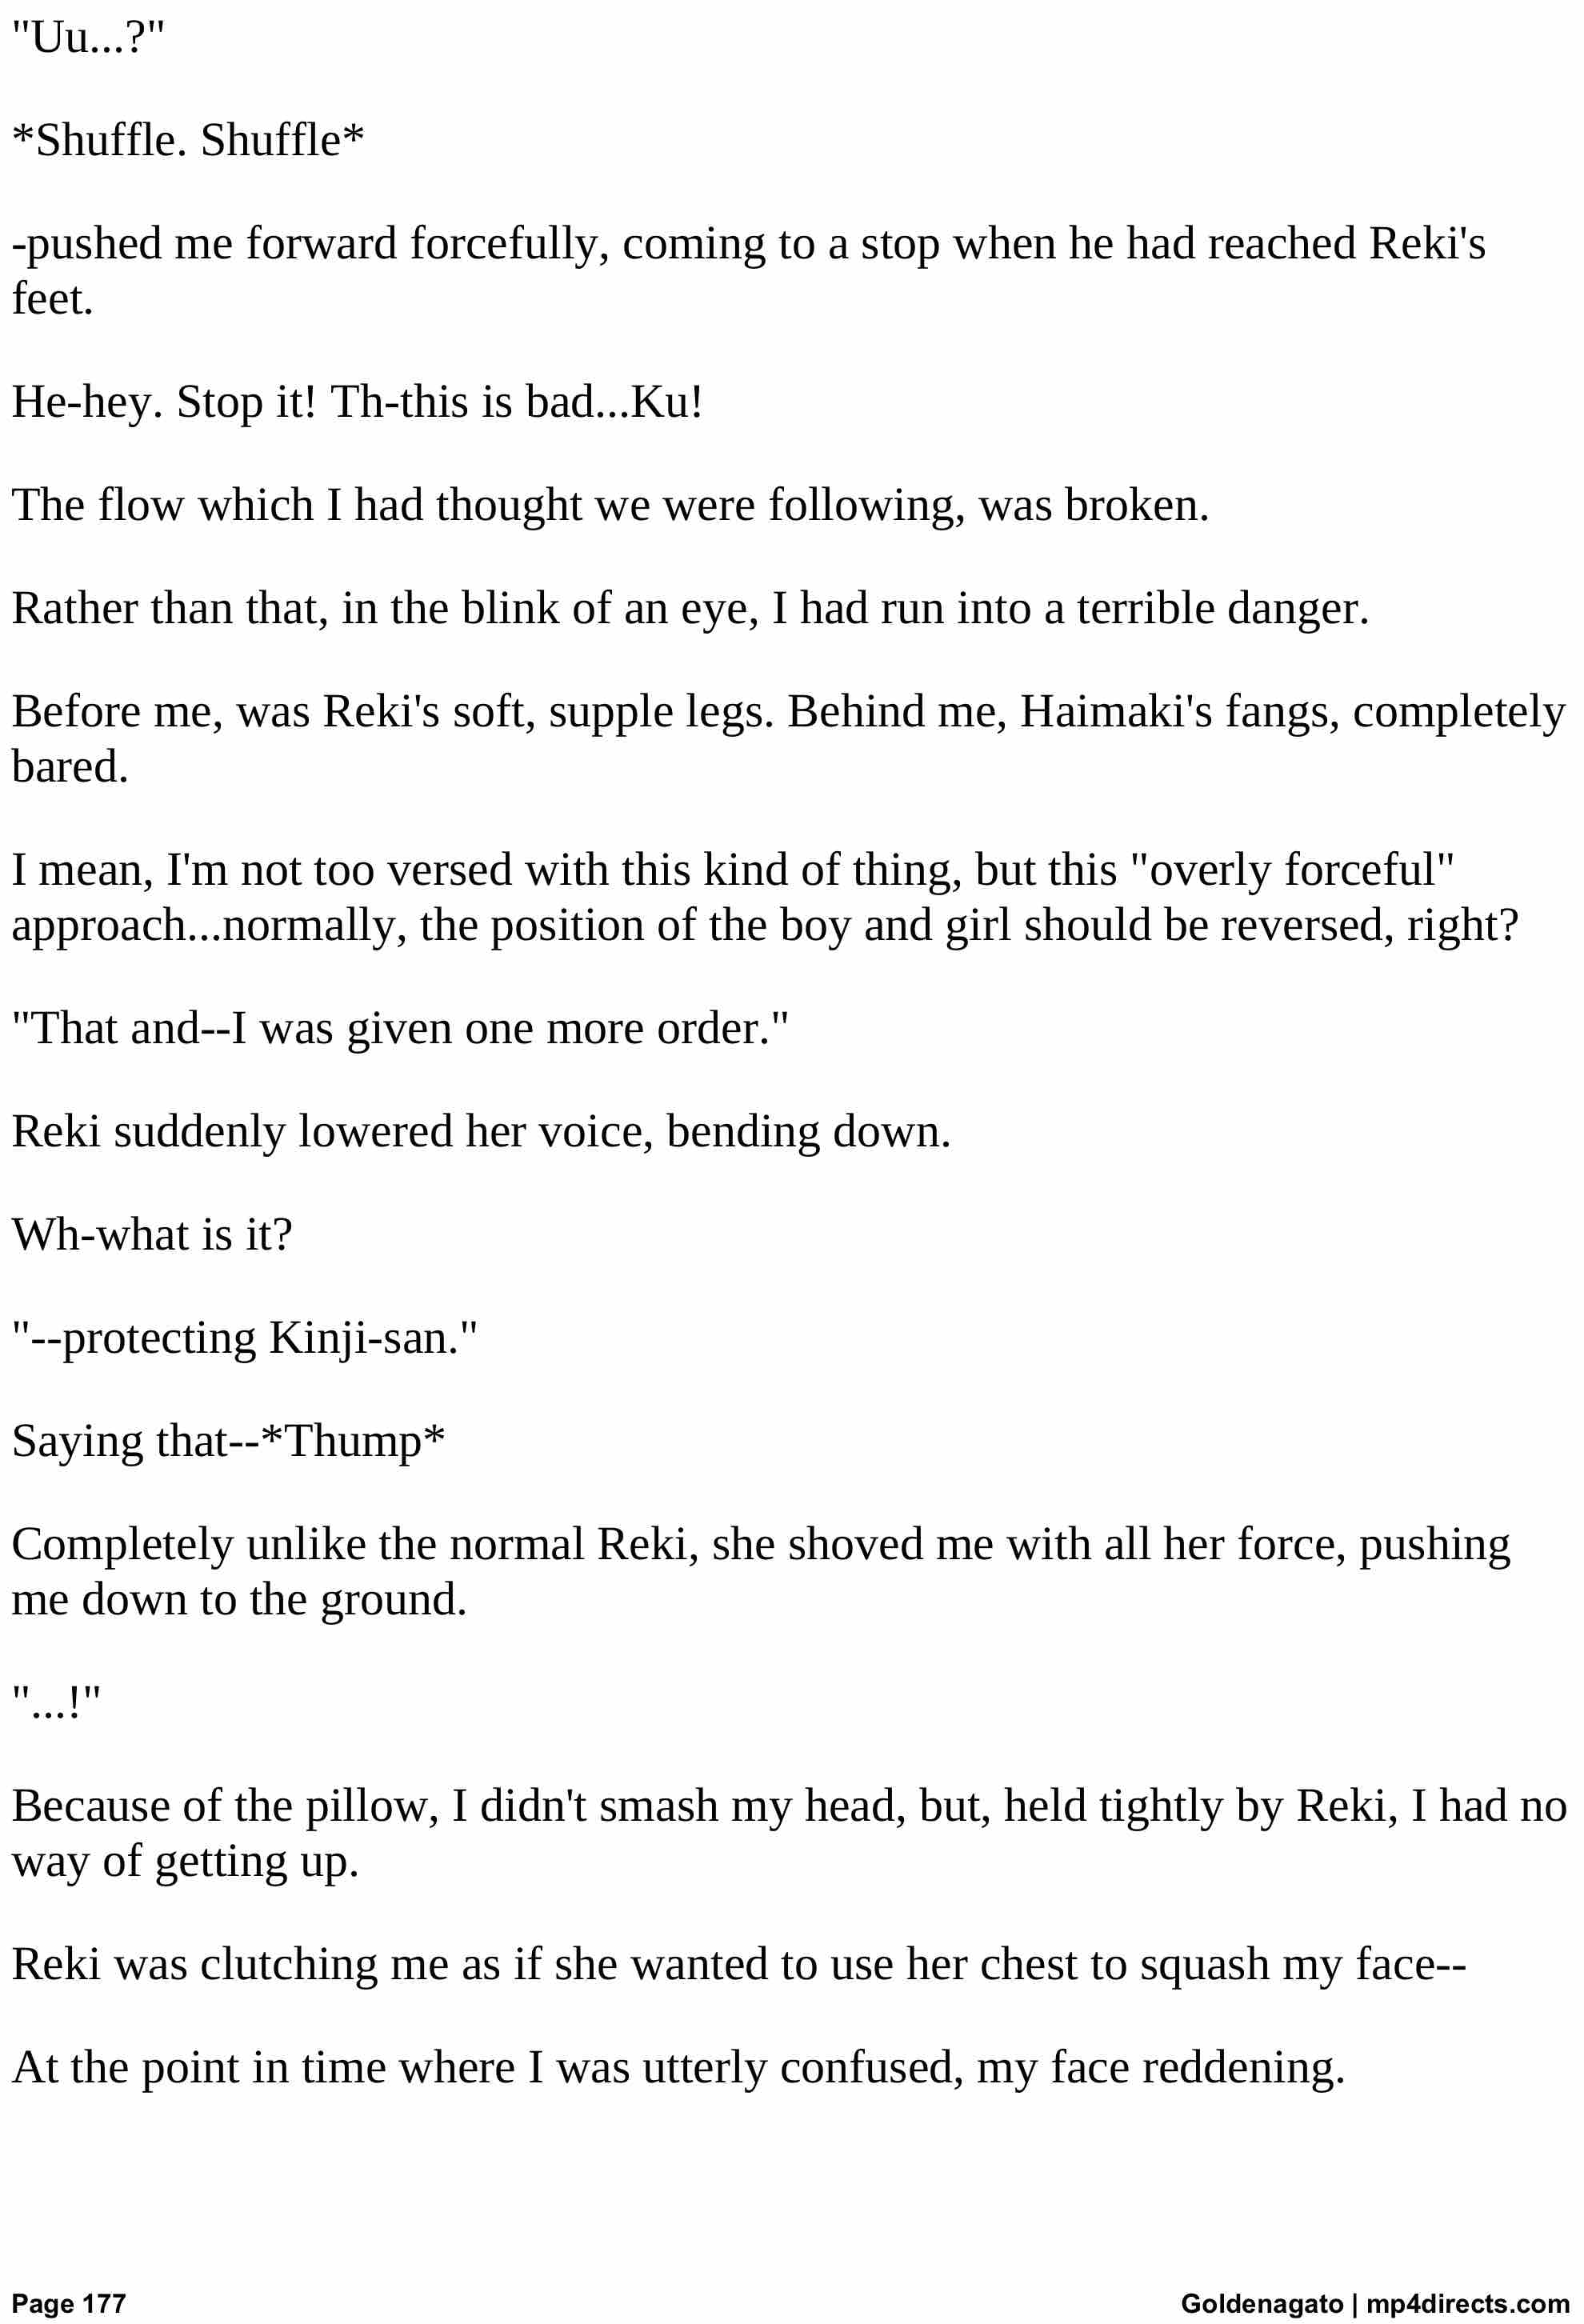 "Uu...?"
*Shuffle. Shuffle*
-pushed me forward forcefully, coming to a stop when he had reached Reki's
feet.
He-hey. Stop it! Th-this is bad...Ku!
The flow which I had thought we were following, was broken.
Rather than that, in the blink of an eye, I had run into a terrible danger.
Before me, was Reki's soft, supple legs. Behind me, Haimaki's fangs, completely
bared.
I mean, I'm not too versed with this kind of thing, but this "overly forceful"
approach...normally, the position of the boy and girl should be reversed, right?
"That and--I was given one more order."
Reki suddenly lowered her voice, bending down.
Wh-what is it?
"--protecting Kinji-san."
Saying that--*Thump*
Completely unlike the normal Reki, she shoved me with all her force, pushing
me down to the ground.
"...!"
Because of the pillow, I didn't smash my head, but, held tightly by Reki, I had no
way of getting up.
Reki was clutching me as if she wanted to use her chest to squash my face--
At the point in time where I was utterly confused, my face reddening.
Page 177 Goldenagato | mp4directs.com